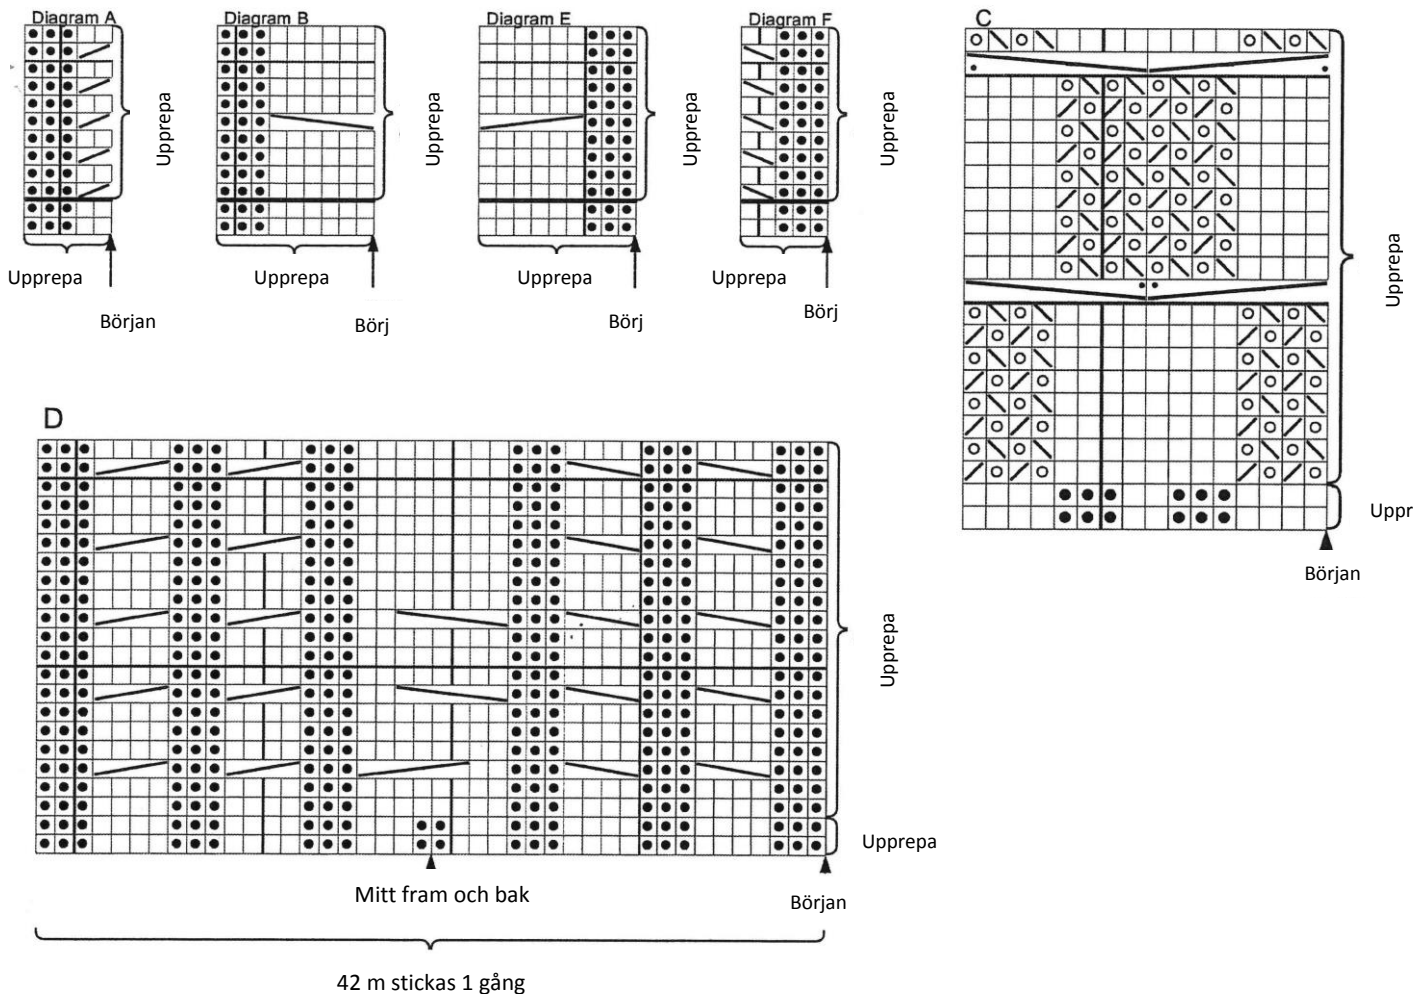 Diagram A
Diagram B
Diagram E
Diagram F
C
Upprepa
Upprepa
Upprepa
Upprepa
Upprepa
Upprepa
Upprepa
Upprepa
Upprepa
Början
Börj
Börj
Börj
Uppr
Början
D
Upprepa
Upprepa
Mitt fram och bak
Början
42 m stickas 1 gång